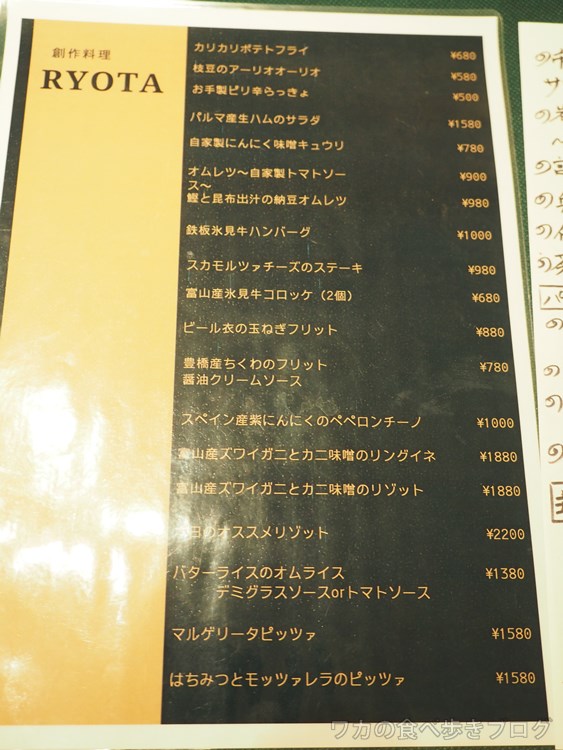 創作料理
RYOTA
カリカリポテトフライ ¥680
枝豆のアーリオオーリオ ¥580
お手製ピリ辛らっきょ ¥500
パルマ産生ハムのサラダ ¥1580
自家製にんにく味噌キュウリ ¥780
オムレツ〜自家製トマトソー ¥900
ス〜
鰹と昆布出汁の納豆オムレツ ¥980
鉄板氷見牛ハンバーグ ¥1000
スカモルツァチーズのステーキ ¥980
富山産氷見牛コロッケ（2個） ¥680
ビール衣の玉ねぎフリット ¥880
豊橋産ちくわのフリット ¥780
醤油クリームソース
スペイン産紫にんにくのペペロンチーノ ¥1000
富山産ズワイガニとカニ味噌のリングイネ ¥1880
富山産ズワイガニとカニ味噌のリゾット ¥1880
日のオススメリゾット ¥2200
バターライスのオムライス ¥1380
デミグラスソースorトマトソース
マルゲリータピッツァ ¥1580
はちみつとモッツァレラのピッツァ ¥1580
ワカの食べ歩きブログ